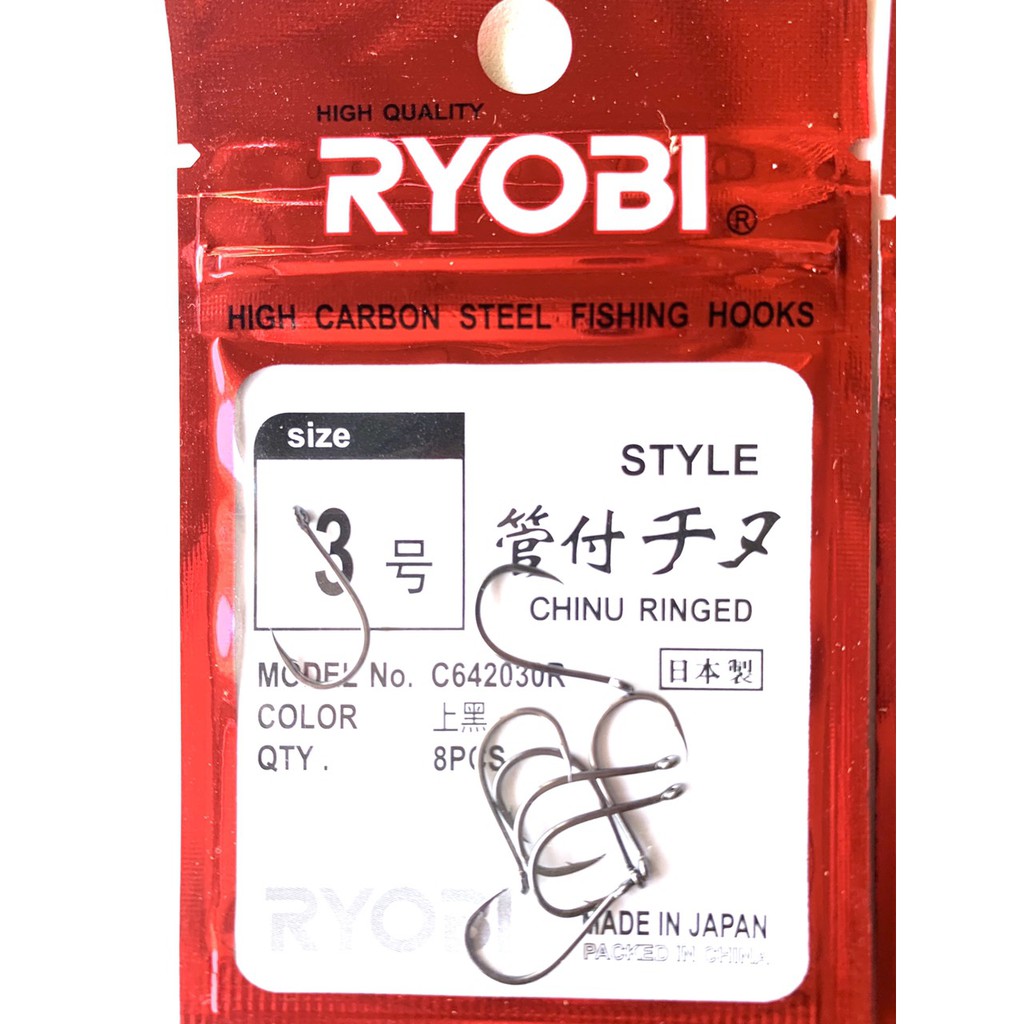 HIGH QUALITY
RYOBI ®
HIGH CARBON STEEL FISHING HOOKS
size
3号
STYLE
管付チヌ
CHINU RINGED
日本製
MODEL No. C642030R
COLOR 上黑
QTY. 8PCS
RYOBI
MADE IN JAPAN
PACKED IN CHINA